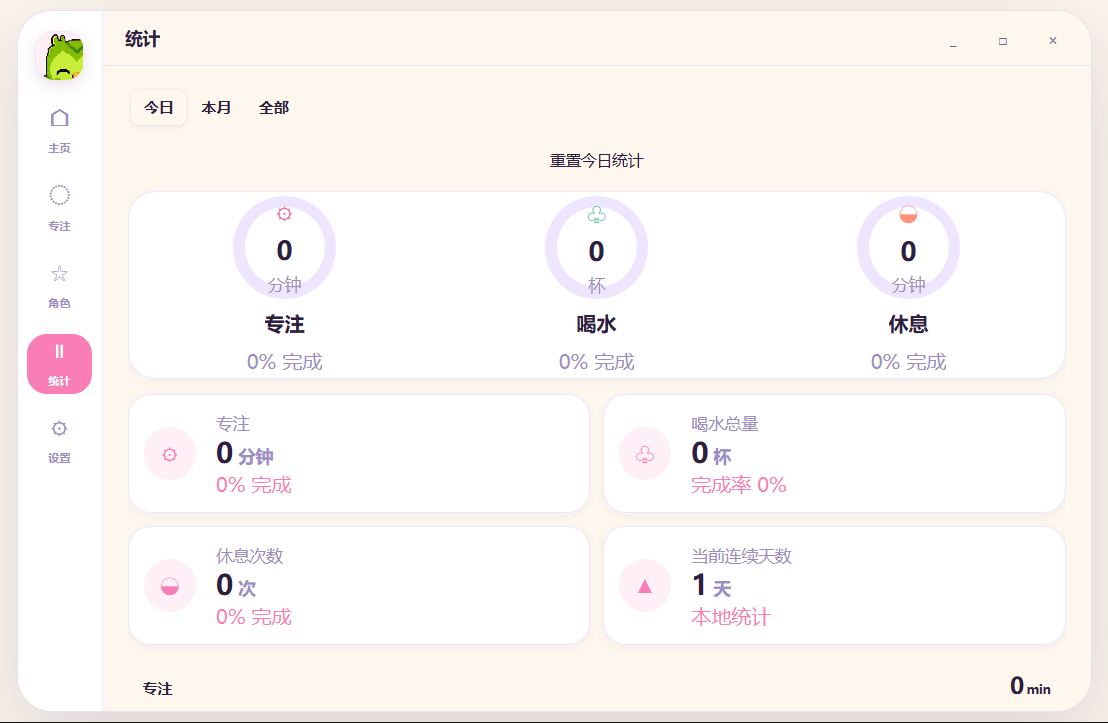 统计
主页
专注
角色
统计
设置
今日 本月 全部
重置今日统计
0
分钟
专注
0% 完成
0
杯
喝水
0% 完成
0
分钟
休息
0% 完成
专注
0 分钟
0% 完成
喝水总量
0 杯
完成率 0%
休息次数
0 次
0% 完成
当前连续天数
1 天
本地统计
专注 0 min